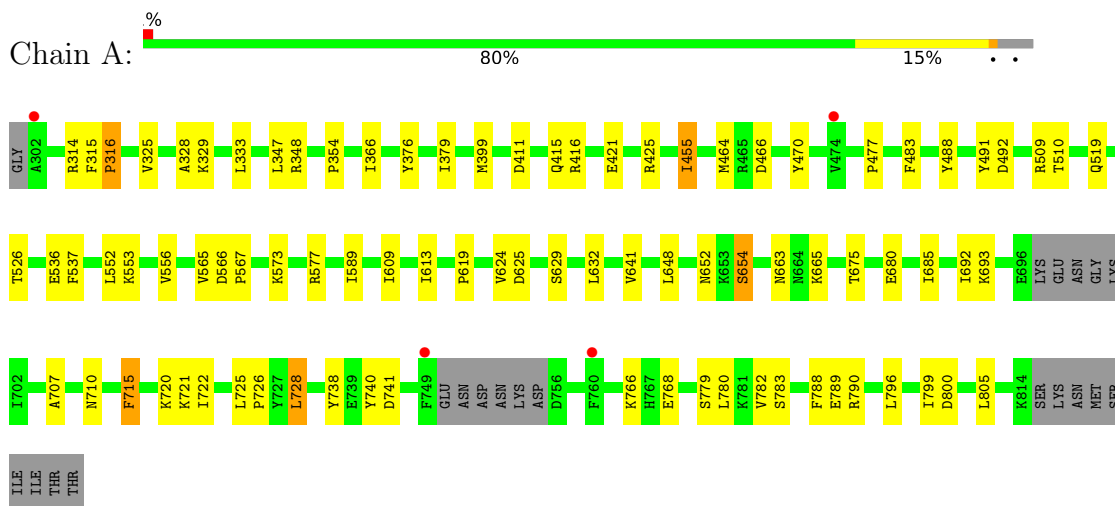 .%
Chain A:
80% 15% • •
GLY A302 R314 F315 P316 V325 A328 K329 L333 L347 R348 P354 I366 Y376 I379 M399 D411 Q415 R416 E421 R425 I455 M464 R465 D466 Y470 V474 P477 F483 Y488 Y491 D492 R509 T510 Q519
T526 E536 F537 L552 K553 V556 V565 D566 P567 K573 R577 I589 I609 I613 P619 V624 D625 S629 L632 V641 L648 N652 K653 S654 N663 N664 K665 T675 E680 I685 I692 K693 E696 LYS GLU ASN GLY LYS
I702 A707 N710 F715 K720 K721 I722 L725 P726 Y727 L728 Y738 E739 Y740 D741 F749 GLU ASN ASP ASN LYS ASP D756 F760 K766 H767 E768 S779 L780 K781 V782 S783 F788 E789 R790 L796 I799 D800 L805 K814 SER LYS ASN MET SER
ILE ILE THR THR